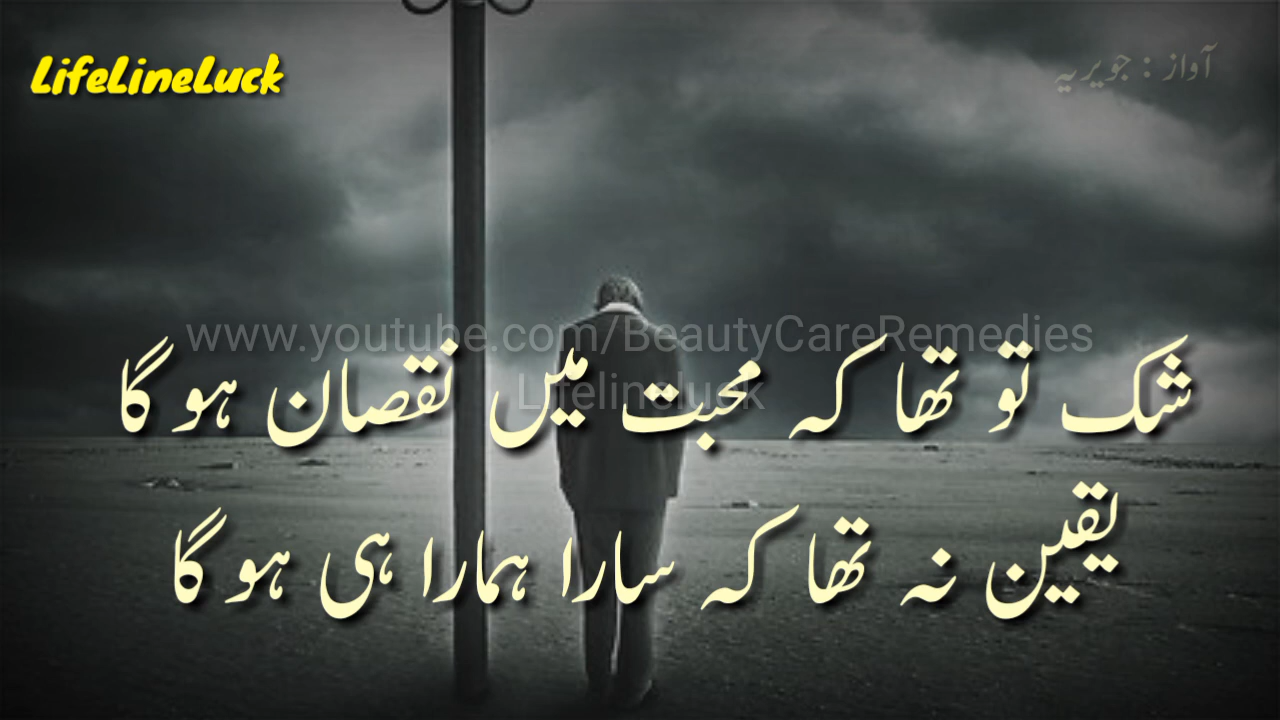 LifeLineLuck
آواز : جویریہ
www.youtube.com/BeautyCareRemedies
Lifelineluck
شک تو تھا کہ محبت میں نقصان ہو گا
یقین نہ تھا کہ سارا ہمارا ہی ہو گا